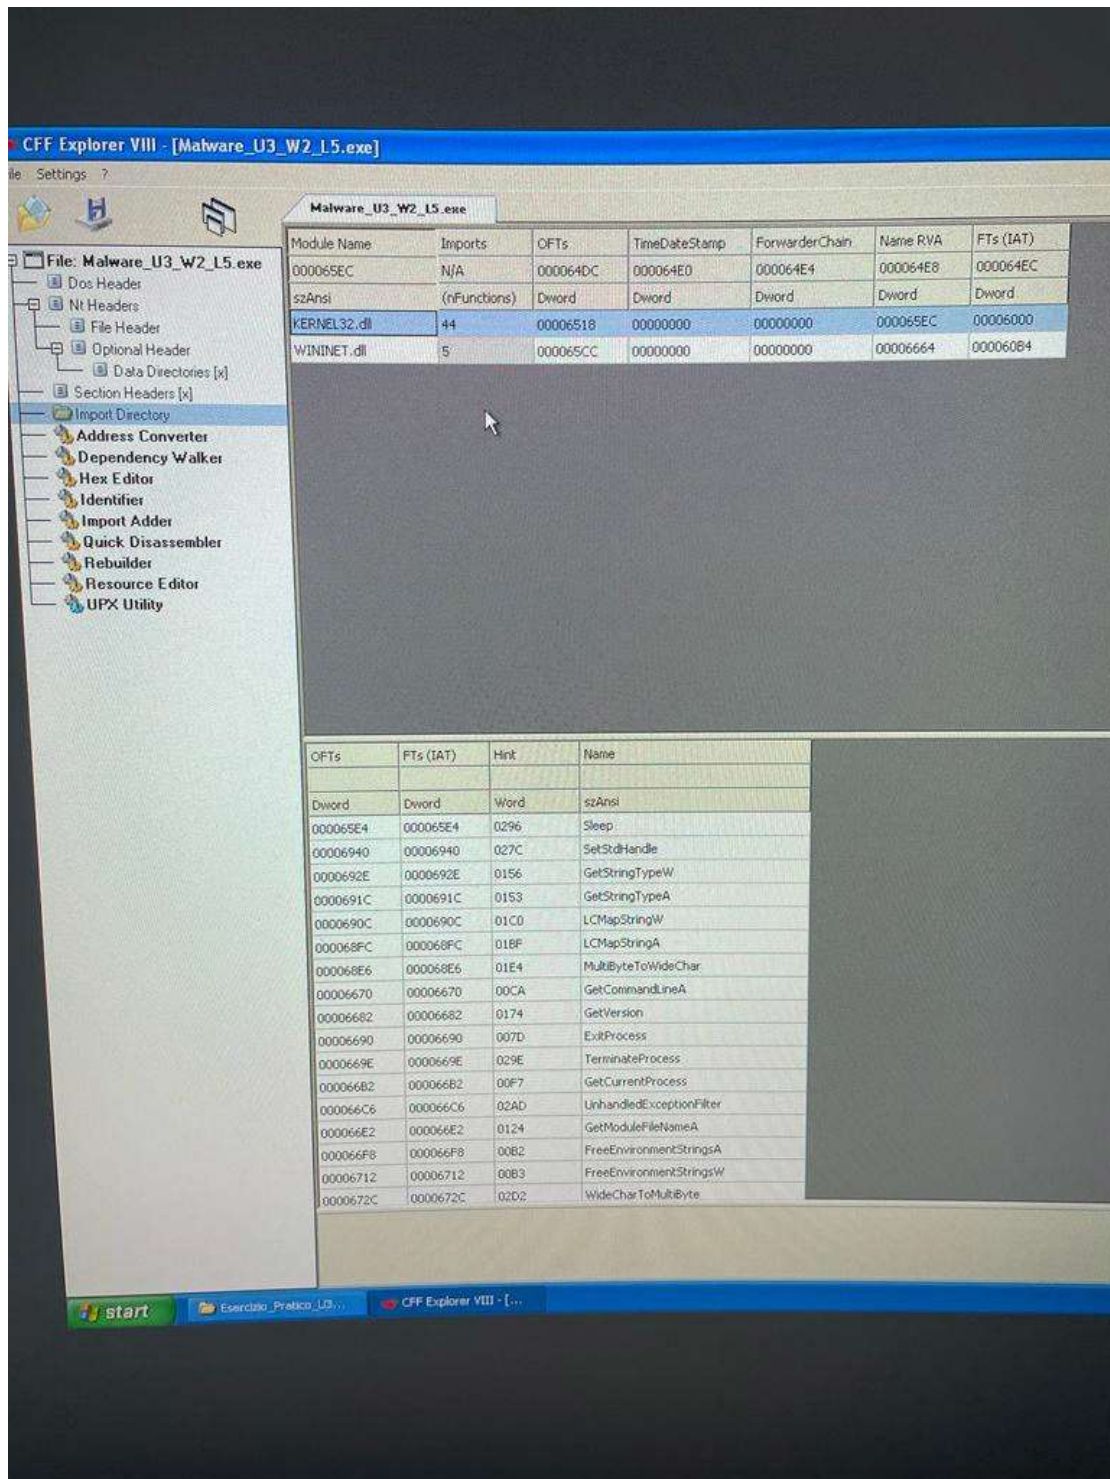 CFF Explorer VIII - [Malware_U3_W2_L5.exe]
ile Settings ?
Malware_U3_W2_L5.exe
File: Malware_U3_W2_L5.exe
Dos Header
Nt Headers
File Header
Optional Header
Data Directories [x]
Section Headers [x]
Import Directory
Address Converter
Dependency Walker
Hex Editor
Identifier
Import Adder
Quick Disassembler
Rebuilder
Resource Editor
UPX Utility
Module Name Imports OFTs TimeDateStamp ForwarderChain Name RVA FTs (IAT)
000065EC N/A 000064DC 000064E0 000064E4 000064E8 000064EC
szAnsi (nFunctions) Dword Dword Dword Dword Dword
KERNEL32.dll 44 00006518 00000000 00000000 000065EC 00006000
WININET.dll 5 000065CC 00000000 00000000 00006664 000060B4
OFTs FTs (IAT) Hint Name
Dword Dword Word szAnsi
000065E4 000065E4 0296 Sleep
00006940 00006940 027C SetStdHandle
0000692E 0000692E 0156 GetStringTypeW
0000691C 0000691C 0153 GetStringTypeA
0000690C 0000690C 01C0 LCMapStringW
000068FC 000068FC 01BF LCMapStringA
000068E6 000068E6 01E4 MultiByteToWideChar
00006670 00006670 00CA GetCommandLineA
00006682 00006682 0174 GetVersion
00006690 00006690 007D ExitProcess
0000669E 0000669E 029E TerminateProcess
000066B2 000066B2 00F7 GetCurrentProcess
000066C6 000066C6 02AD UnhandledExceptionFilter
000066E2 000066E2 0124 GetModuleFileNameA
000066F8 000066F8 00B2 FreeEnvironmentStringsA
00006712 00006712 00B3 FreeEnvironmentStringsW
0000672C 0000672C 02D2 WideCharToMultiByte
start Esercizio_Pratico_U3... CFF Explorer VIII - [...